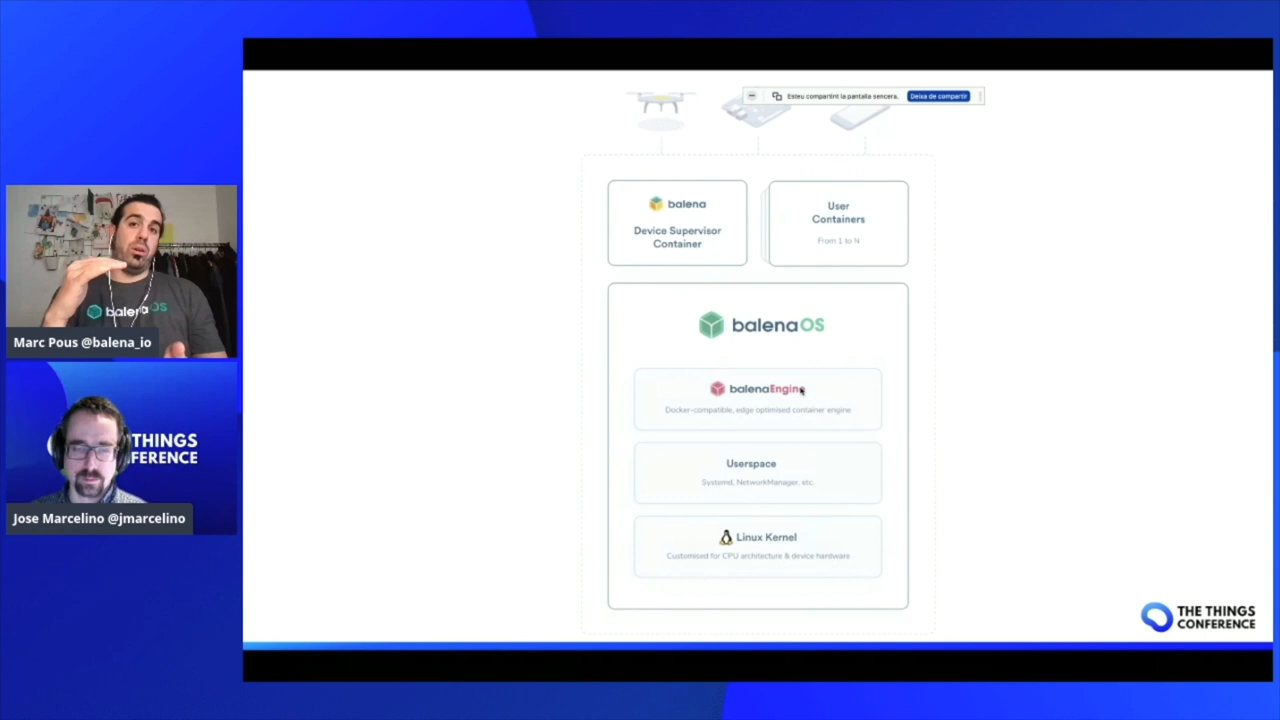 Esteu compartint la pantalla sencera.
Deixa de compartir
balena
Device Supervisor
Container
User
Containers
From 1 to N
balenaOS
balenaEngine
Docker-compatible, edge optimised container engine
Userspace
Systemd, NetworkManager, etc.
Linux Kernel
Customised for CPU architecture & device hardware
balenaOS
Marc Pous @balena_io
THINGS
ONFERENCE
Jose Marcelino @jmarcelino
THE THINGS
CONFERENCE